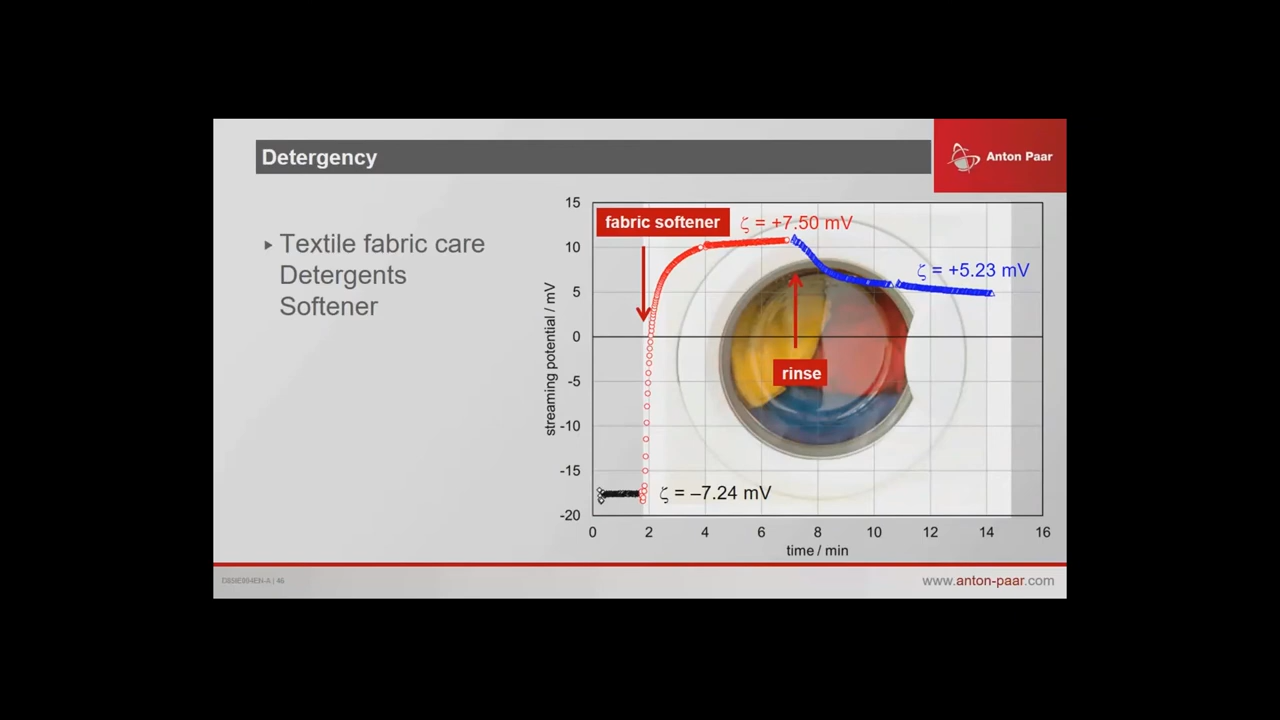 Detergency
Anton Paar
Textile fabric care
Detergents
Softener
fabric softener
ζ = +7.50 mV
ζ = +5.23 mV
rinse
ζ = –7.24 mV
streaming potential / mV
15
10
5
0
-5
-10
-15
-20
0 2 4 6 8 10 12 14 16
time / min
www.anton-paar.com